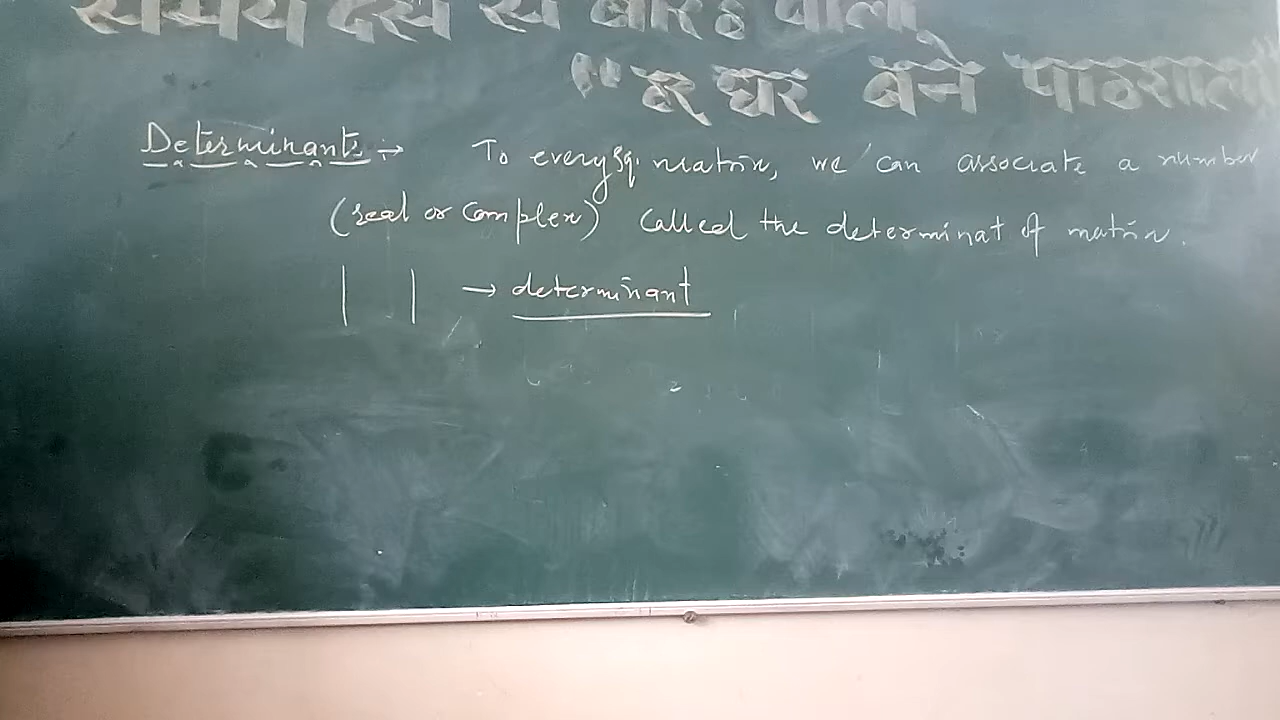 "हर घर बने पाठशाला
Determinants → To every sq. matrix, we can associate a number
(real or complex) called the determinat of matrix.
| | → determinant